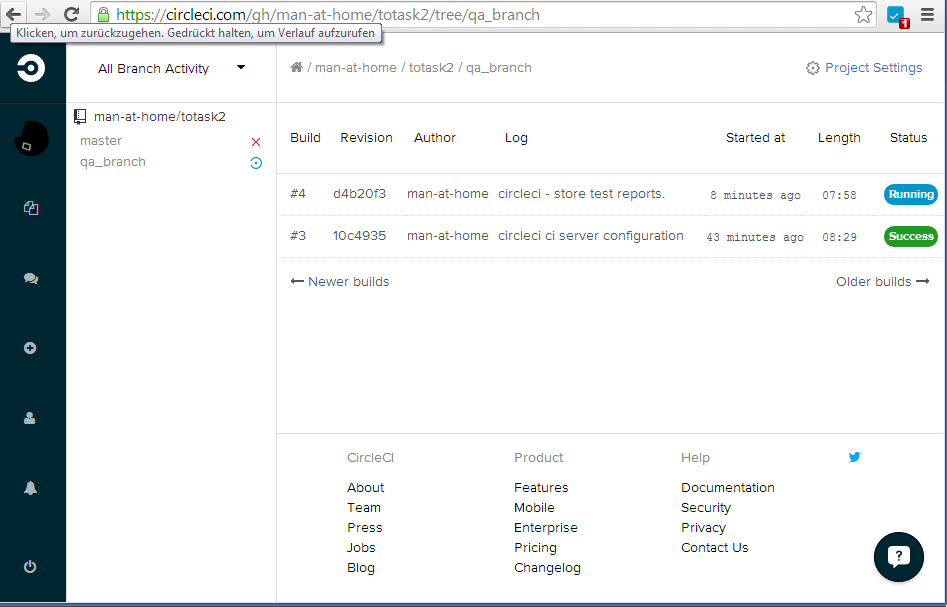 https://circleci.com/gh/man-at-home/totask2/tree/qa_branch
1
Klicken, um zurückzugehen. Gedrückt halten, um Verlauf aufzurufen
All Branch Activity
/ man-at-home / totask2 / qa_branch
Project Settings
man-at-home/totask2
master
qa_branch
Build Revision Author Log Started at Length Status
#4 d4b20f3 man-at-home circleci - store test reports. 8 minutes ago 07:58 Running
#3 10c4935 man-at-home circleci ci server configuration 43 minutes ago 08:29 Success
← Newer builds Older builds →
CircleCI Product Help
About Features Documentation
Team Mobile Security
Press Enterprise Privacy
Jobs Pricing Contact Us
Blog Changelog
?